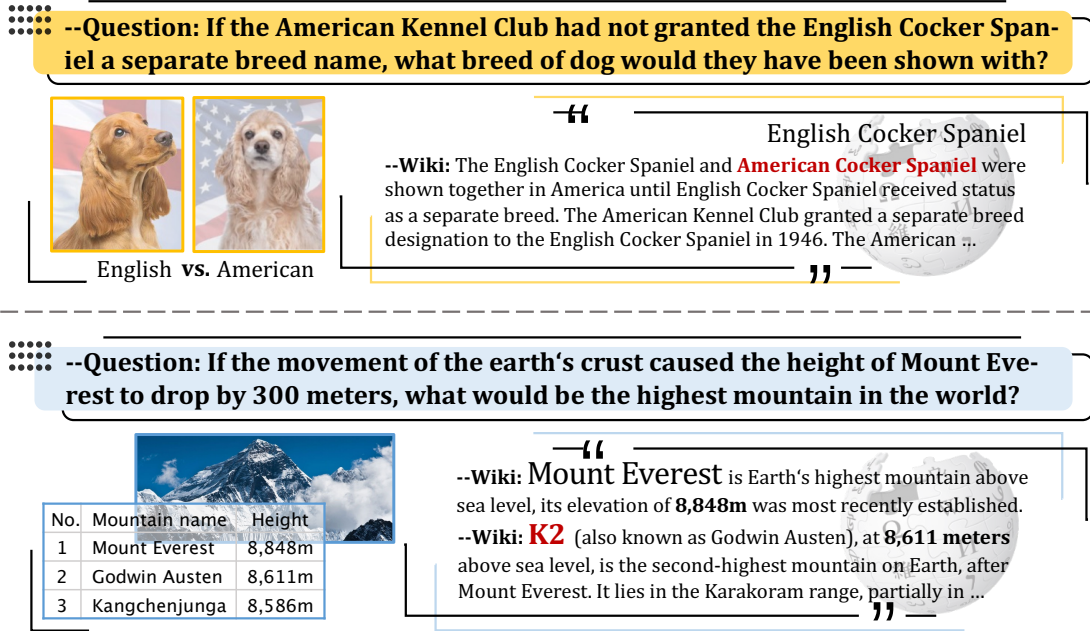 --Question: If the American Kennel Club had not granted the English Cocker Span-
iel a separate breed name, what breed of dog would they have been shown with?
English vs. American
“
English Cocker Spaniel
--Wiki: The English Cocker Spaniel and American Cocker Spaniel were
shown together in America until English Cocker Spaniel received status
as a separate breed. The American Kennel Club granted a separate breed
designation to the English Cocker Spaniel in 1946. The American ...
”
--Question: If the movement of the earth‘s crust caused the height of Mount Eve-
rest to drop by 300 meters, what would be the highest mountain in the world?
No. Mountain name Height
1 Mount Everest 8,848m
2 Godwin Austen 8,611m
3 Kangchenjunga 8,586m
“
--Wiki: Mount Everest is Earth‘s highest mountain above
sea level, its elevation of 8,848m was most recently established.
--Wiki: K2 (also known as Godwin Austen), at 8,611 meters
above sea level, is the second-highest mountain on Earth, after
Mount Everest. It lies in the Karakoram range, partially in ...
”